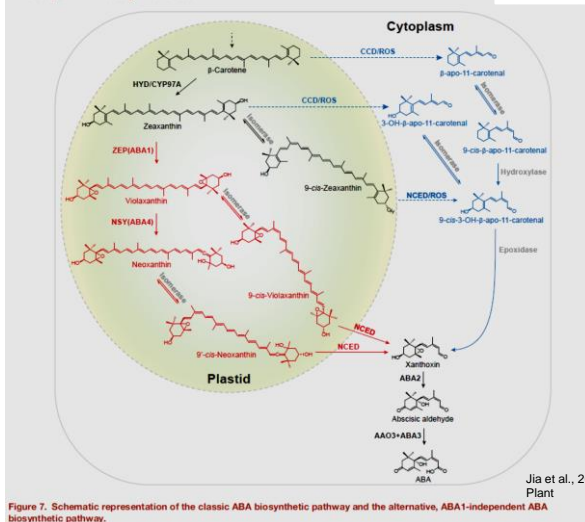 Cytoplasm
CCD/ROS
β-Carotene
β-apo-11-carotenal
HYD/CYP97A
Isomerase
CCD/ROS
Zeaxanthin
3-OH-β-apo-11-carotenal
Isomerase
9-cis-β-apo-11-carotenal
ZEP(ABA1)
Isomerase
Hydroxylase
9-cis-Zeaxanthin
NCED/ROS
Violaxanthin
Isomerase
9-cis-3-OH-β-apo-11-carotenal
NSY(ABA4)
Epoxidase
Neoxanthin
Isomerase
9-cis-Violaxanthin
NCED
9'-cis-Neoxanthin
NCED
Xanthoxin
Plastid
ABA2
Abscisic aldehyde
AAO3+ABA3
ABA
Jia et al., 2
Plant
Figure 7. Schematic representation of the classic ABA biosynthetic pathway and the alternative, ABA1-independent ABA
biosynthetic pathway.